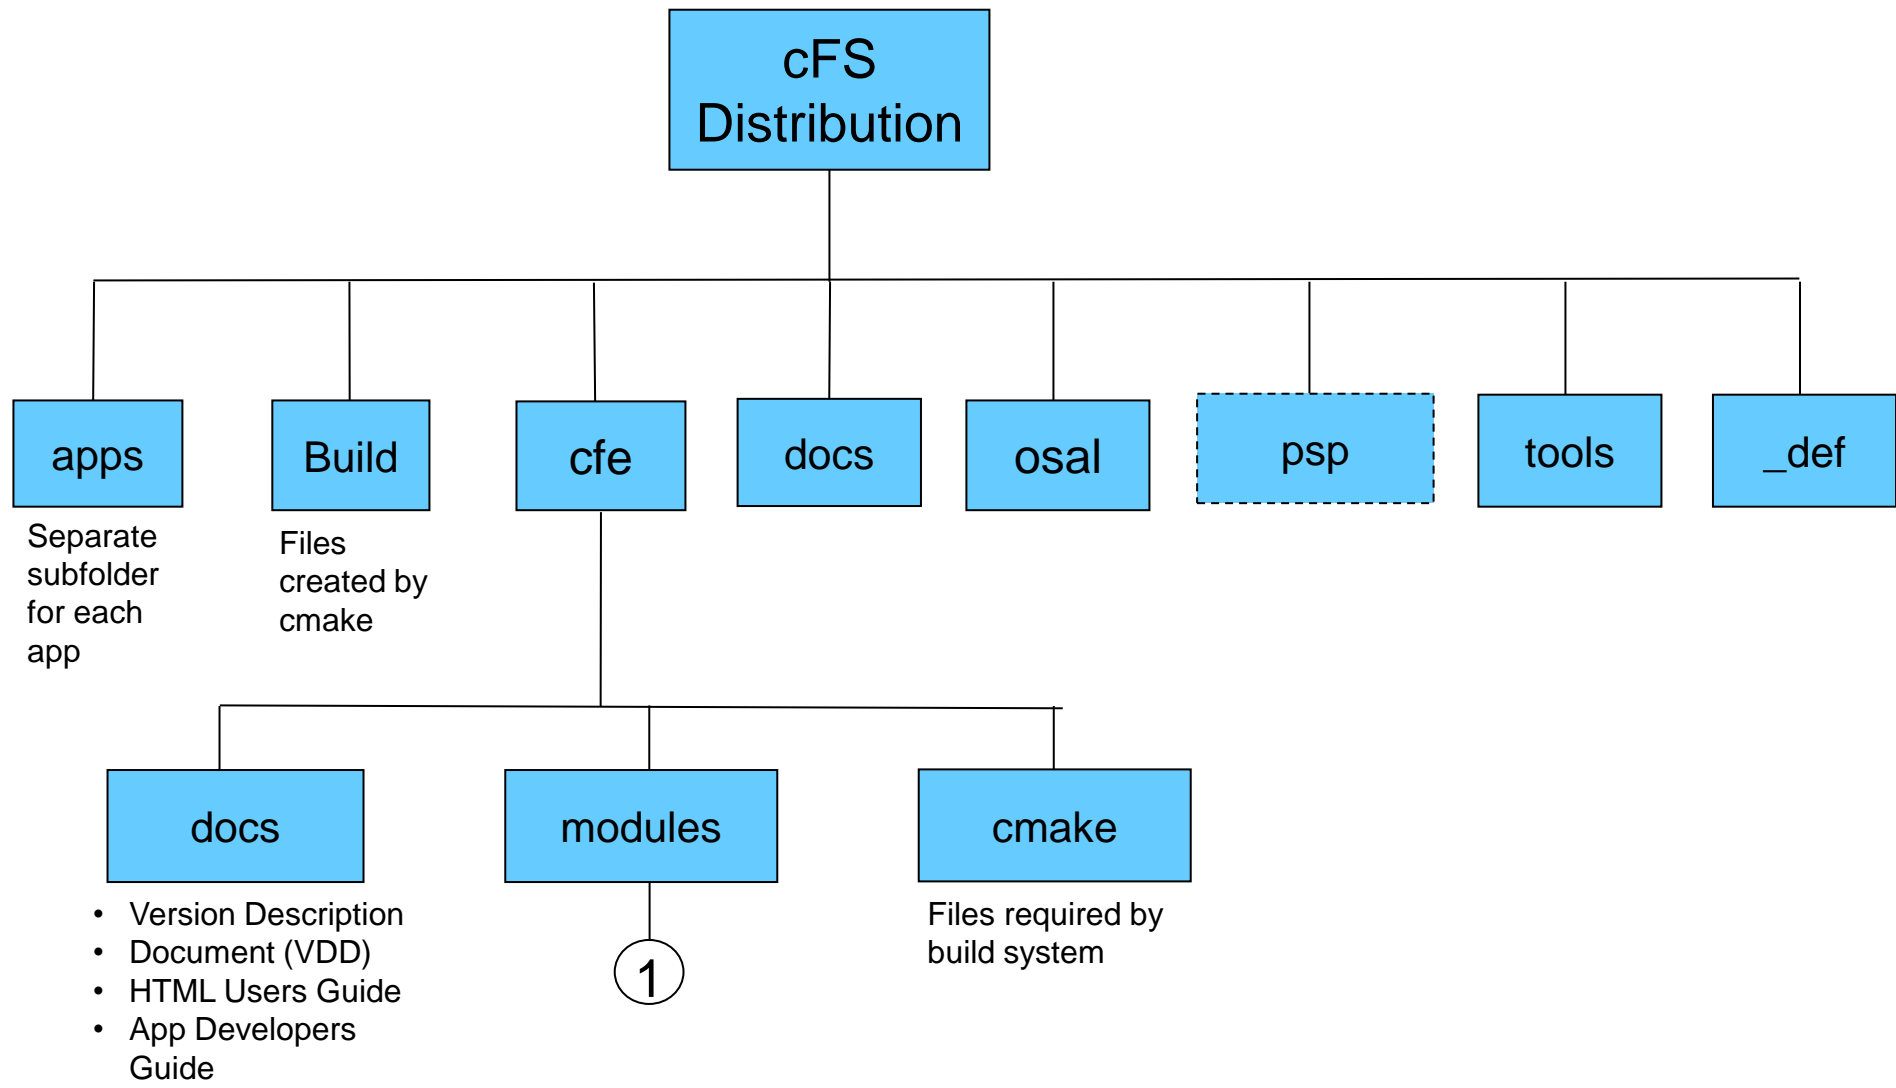 cFS
Distribution
apps
Build
cfe
docs
osal
psp
tools
_def
Separate
subfolder
for each
app
Files
created by
cmake
docs
modules
cmake
• Version Description
• Document (VDD)
• HTML Users Guide
• App Developers
Guide
1
Files required by
build system